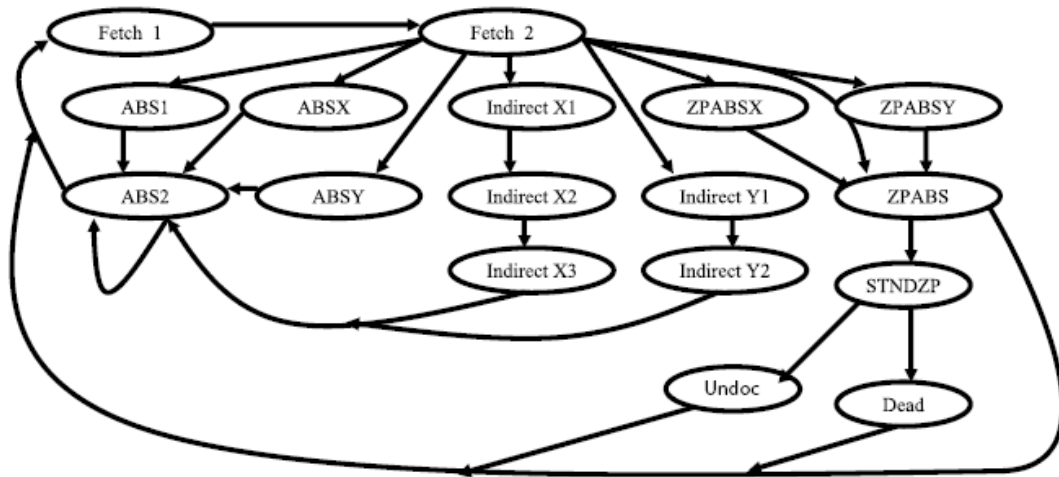 Fetch 1
Fetch 2
ABS1
ABSX
Indirect X1
ZPABSX
ZPABSY
ABS2
ABSY
Indirect X2
Indirect Y1
ZPABS
Indirect X3
Indirect Y2
STNDZP
Undoc
Dead